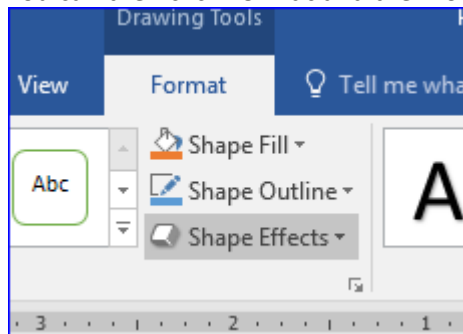 Drawing Tools
View Format Tell me wha
Abc Shape Fill
Shape Outline
Shape Effects
A
3 2 1